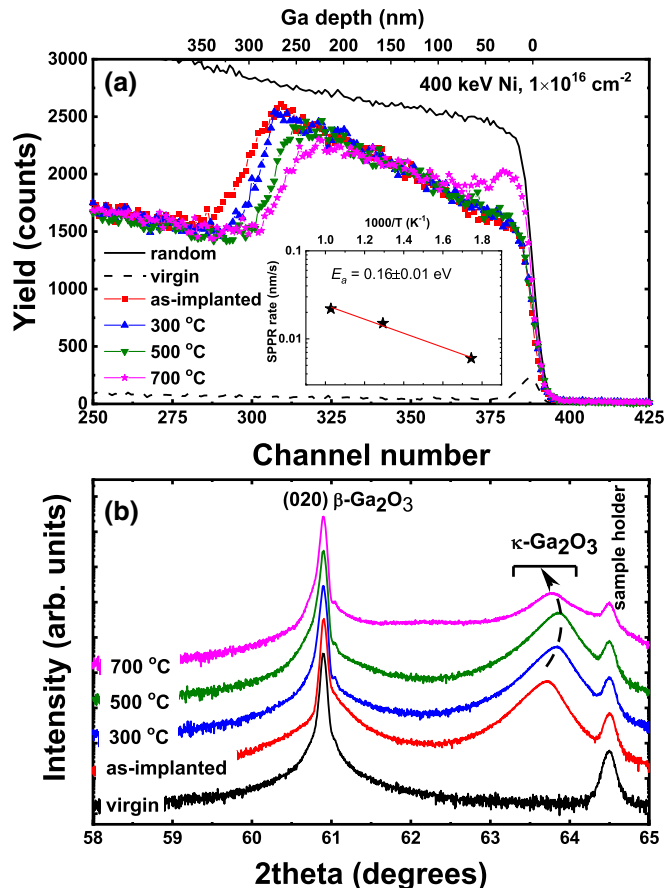 Ga depth (nm)
350 300 250 200 150 100 50 0
3000
2500
2000
1500
1000
500
0
Yield (counts)
(a)
400 keV Ni, 1×10¹⁶ cm⁻²
random
virgin
as-implanted
300 °C
500 °C
700 °C
1000/T (K⁻¹)
1.0 1.2 1.4 1.6 1.8
0.1
0.01
SPPR rate (nm/s)
Eₐ = 0.16±0.01 eV
250 275 300 325 350 375 400 425
Channel number
(b)
(020) β-Ga₂O₃
κ-Ga₂O₃
sample holder
Intensity (arb. units)
700 °C
500 °C
300 °C
as-implanted
virgin
58 59 60 61 62 63 64 65
2theta (degrees)